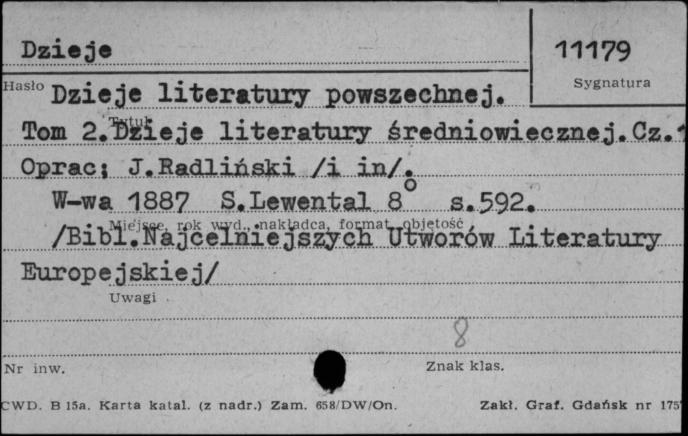 Dzieje
11179
Sygnatura
Hasło
Dzieje literatury powszechnej.
Tytuł
Tom 2. Dzieje literatury średniowiecznej. Cz.1
Oprac; J.Radliński /i in/.
W-wa 1887 S.Lewental 8° s.592.
Miejsce, rok wyd., nakładca, format, objętość
/Bibl.Najcelniejszych Utworów Literatury
Europejskiej/
Uwagi
8
Nr inw.
Znak klas.
CWD. B 15a. Karta katal. (z nadr.) Zam. 658/DW/On.
Zakł. Graf. Gdańsk nr 175